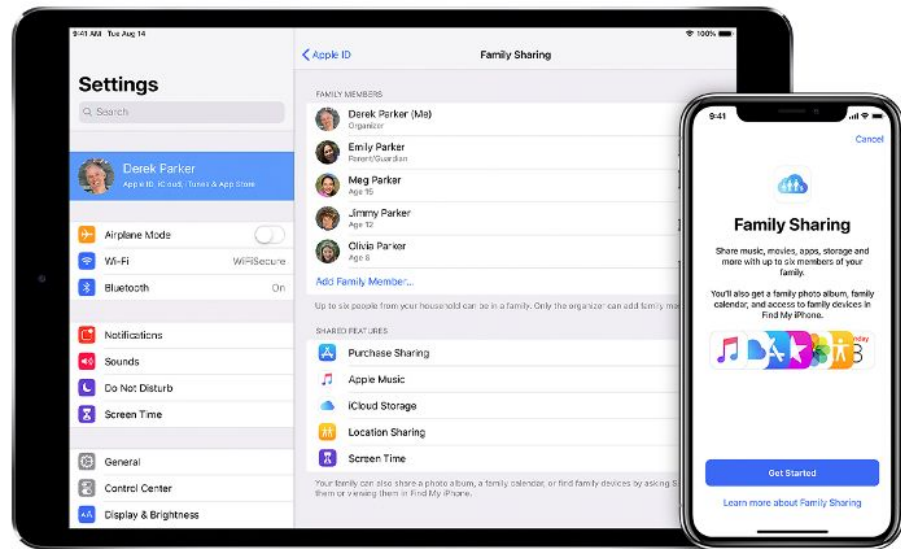 9:41 AM Tue Aug 14
100%
Settings
Search
Derek Parker
Apple ID, iCloud, iTunes & App Store
Airplane Mode
Wi-Fi
WiFiSecure
Bluetooth
On
Notifications
Sounds
Do Not Disturb
Screen Time
General
Control Center
AA
Display & Brightness
Apple ID
Family Sharing
FAMILY MEMBERS
Derek Parker (Me)
Organizer
Emily Parker
Parent/Guardian
Meg Parker
Age 15
Jimmy Parker
Age 12
Olivia Parker
Age 8
Add Family Member...
Up to six people from your household can be in a family. Only the organizer can add family me
SHARED FEATURES
Purchase Sharing
Apple Music
iCloud Storage
Location Sharing
Screen Time
Your family can also share a photo album, a family calendar, or find family devices by asking S
them or viewing them in Find My iPhone.
9:41
Cancel
Family Sharing
Share music, movies, apps, storage and
more with up to six members of your
family.
You'll also get a family photo album, family
calendar, and access to family devices in
Find My iPhone.
Get Started
Learn more about Family Sharing